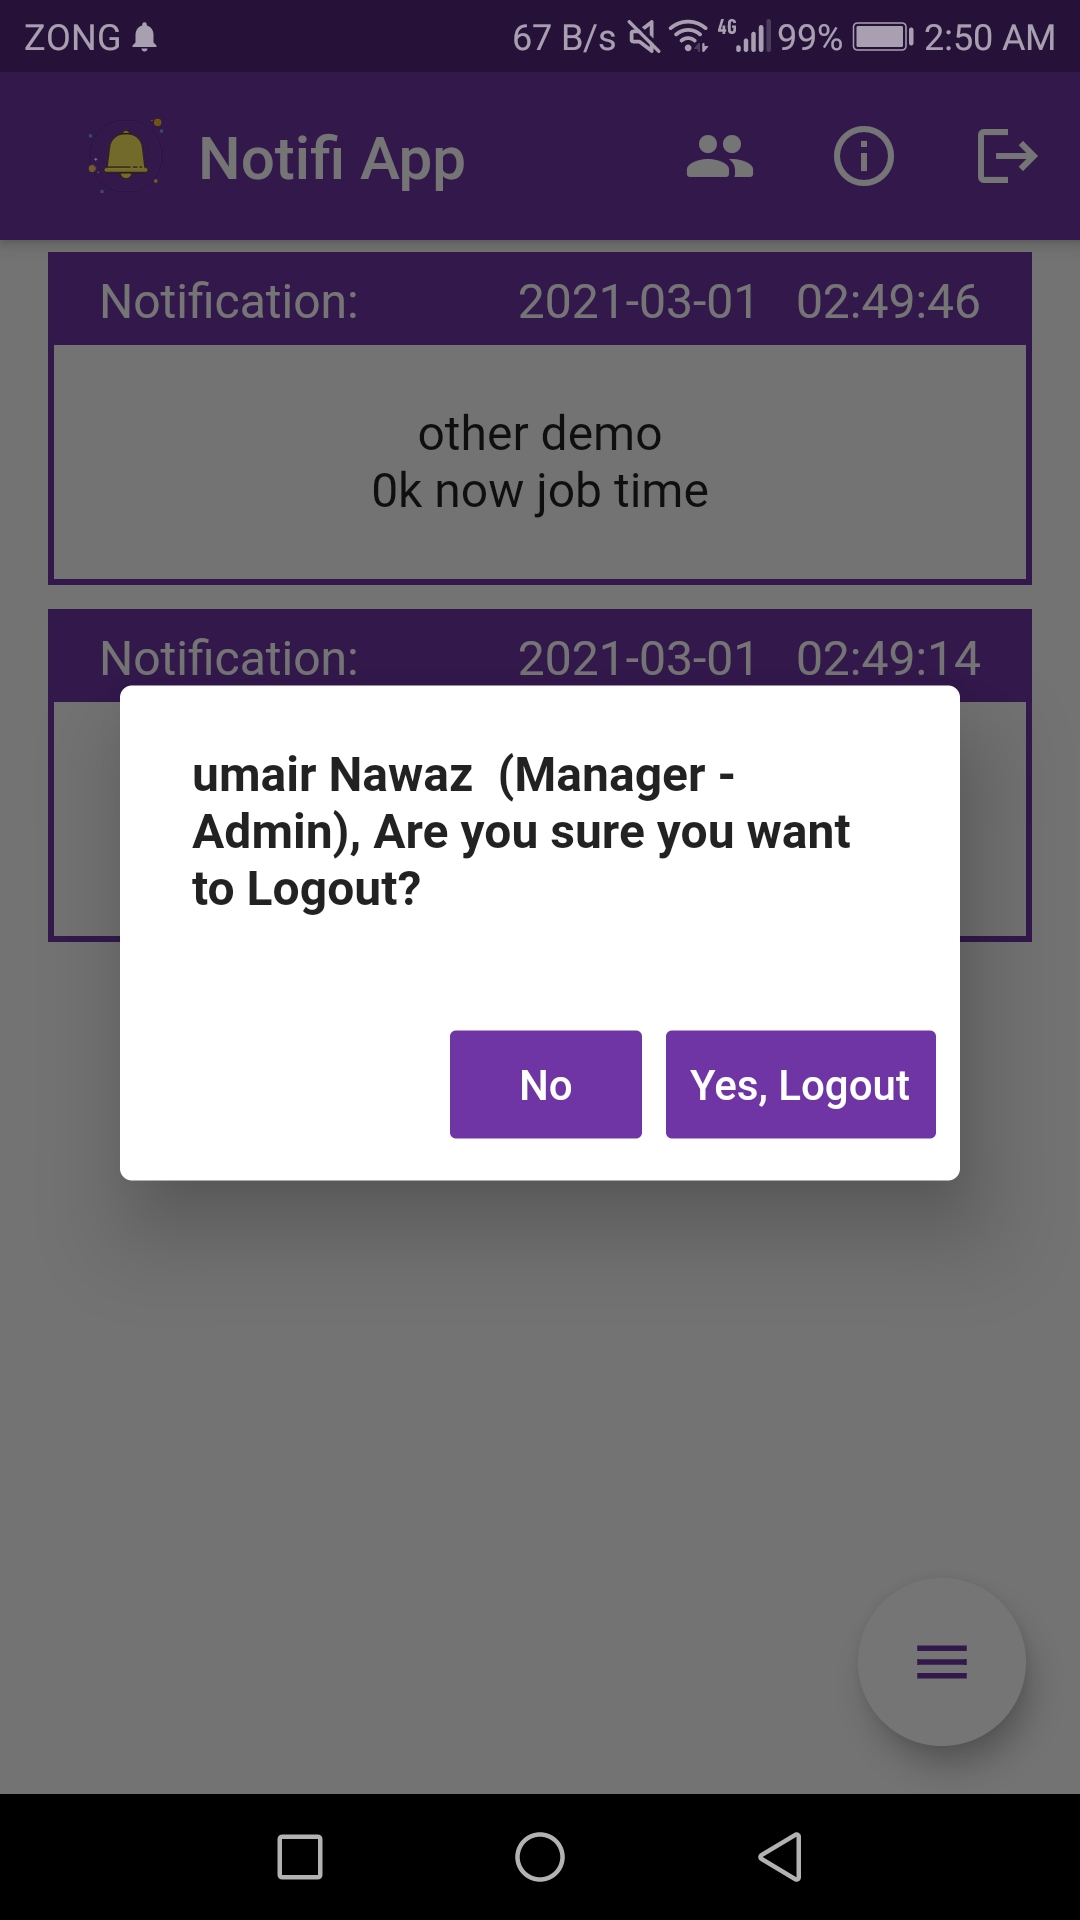 ZONG 67 B/s 4G 99% 2:50 AM
Notifi App
Notification: 2021-03-01 02:49:46
other demo
0k now job time
Notification: 2021-03-01 02:49:14
umair Nawaz  (Manager -
Admin), Are you sure you want
to Logout?
No Yes, Logout